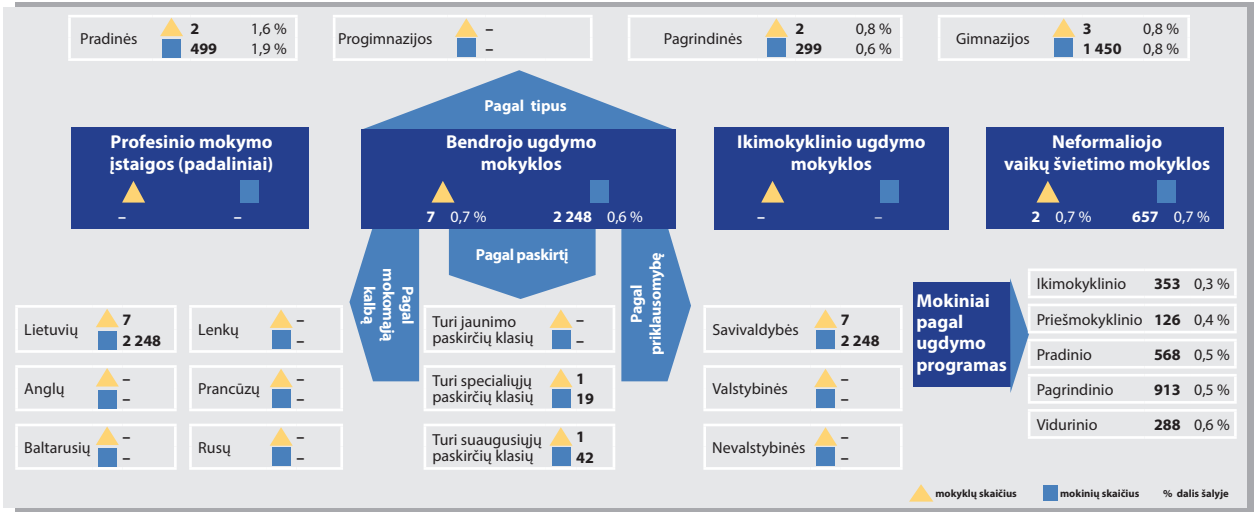 Pradinės
2 1,6 %
499 1,9 %
Progimnazijos
–
–
Pagrindinės
2 0,8 %
299 0,6 %
Gimnazijos
3 0,8 %
1 450 0,8 %
Pagal tipus
Profesinio mokymo
įstaigos (padaliniai)
– –
Bendrojo ugdymo
mokyklos
7 0,7 % 2 248 0,6 %
Ikimokyklinio ugdymo
mokyklos
– –
Neformaliojo
vaikų švietimo mokyklos
2 0,7 % 657 0,7 %
Pagal
mokomąją
kalbą
Pagal paskirtį
Pagal
priklausomybę
Lietuvių
7
2 248
Lenkų
–
–
Anglų
–
–
Prancūzų
–
–
Baltarusių
–
–
Rusų
–
–
Turi jaunimo
paskirčių klasių
–
–
Turi specialiųjų
paskirčių klasių
1
19
Turi suaugusiųjų
paskirčių klasių
1
42
Savivaldybės
7
2 248
Valstybinės
–
–
Nevalstybinės
–
–
Mokiniai
pagal
ugdymo
programas
Ikimokyklinio 353 0,3 %
Priešmokyklinio 126 0,4 %
Pradinio 568 0,5 %
Pagrindinio 913 0,5 %
Vidurinio 288 0,6 %
mokyklų skaičius mokinių skaičius % dalis šalyje